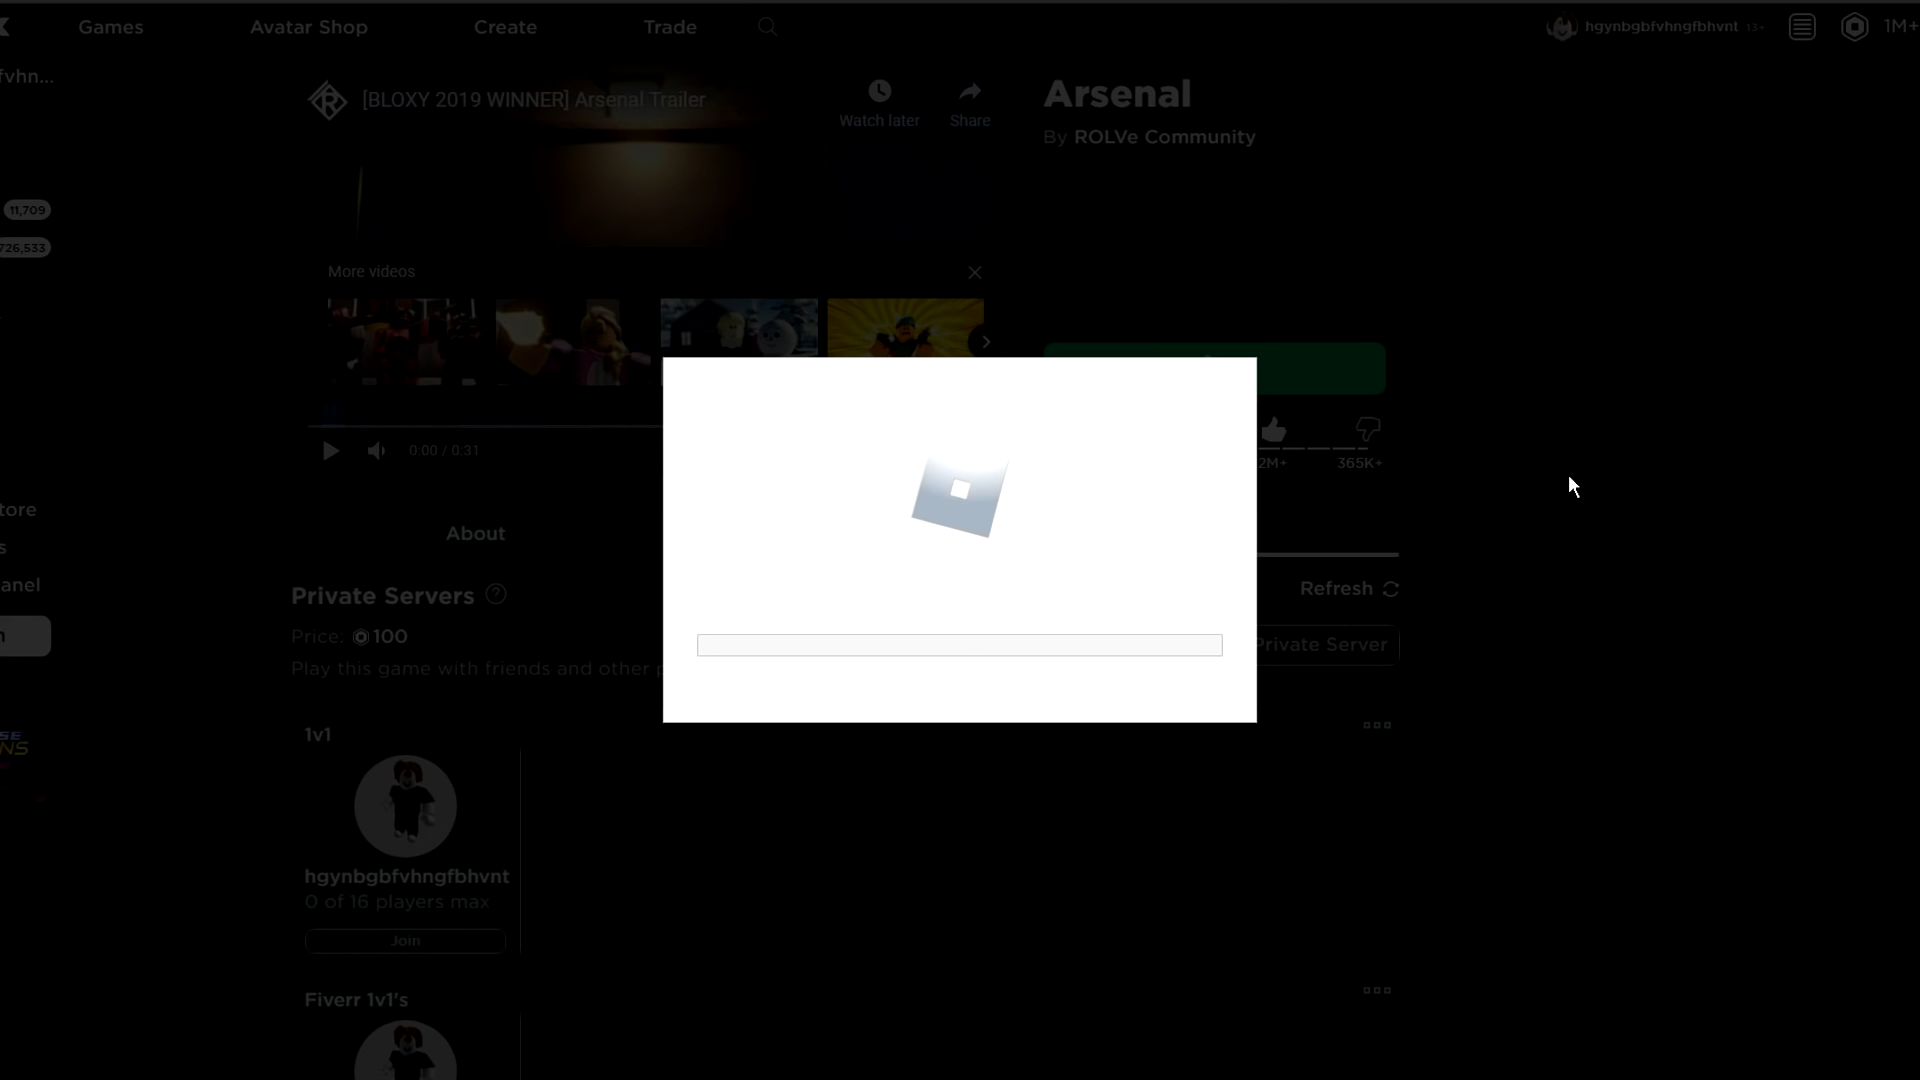 Games
Avatar Shop
Create
Trade
hgynbgbfvhngfbhvnt 13+
1M+
fvhn...
[BLOXY 2019 WINNER] Arsenal Trailer
Watch later
Share
Arsenal
By ROLVe Community
11,709
726,533
More videos
0:00 / 0:31
2M+
365K+
tore
s
anel
n
About
Refresh
Private Servers
Price: 100
Private Server
Play this game with friends and other p
SE
NS
1v1
hgynbgbfvhngfbhvnt
0 of 16 players max
Join
Fiverr 1v1's